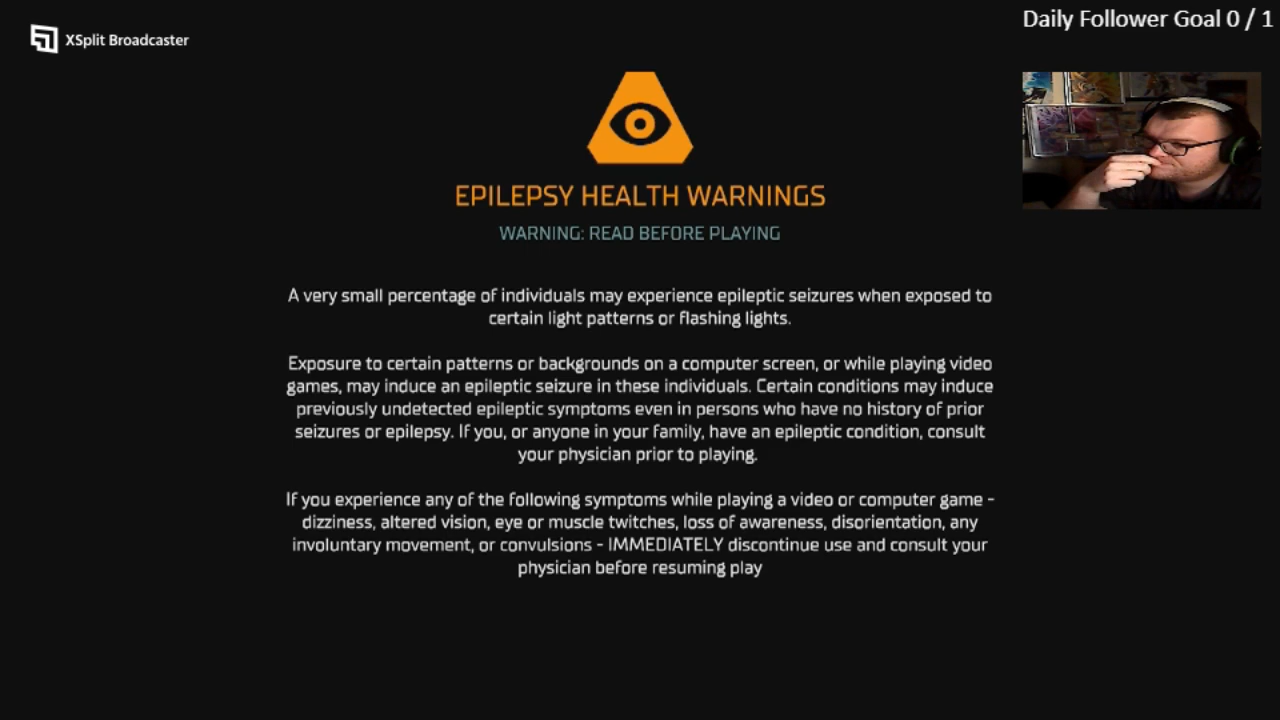 XSplit Broadcaster
Daily Follower Goal 0 / 1
EPILEPSY HEALTH WARNINGS
WARNING: READ BEFORE PLAYING
A very small percentage of individuals may experience epileptic seizures when exposed to
certain light patterns or flashing lights.
Exposure to certain patterns or backgrounds on a computer screen, or while playing video
games, may induce an epileptic seizure in these individuals. Certain conditions may induce
previously undetected epileptic symptoms even in persons who have no history of prior
seizures or epilepsy. If you, or anyone in your family, have an epileptic condition, consult
your physician prior to playing.
If you experience any of the following symptoms while playing a video or computer game -
dizziness, altered vision, eye or muscle twitches, loss of awareness, disorientation, any
involuntary movement, or convulsions - IMMEDIATELY discontinue use and consult your
physician before resuming play